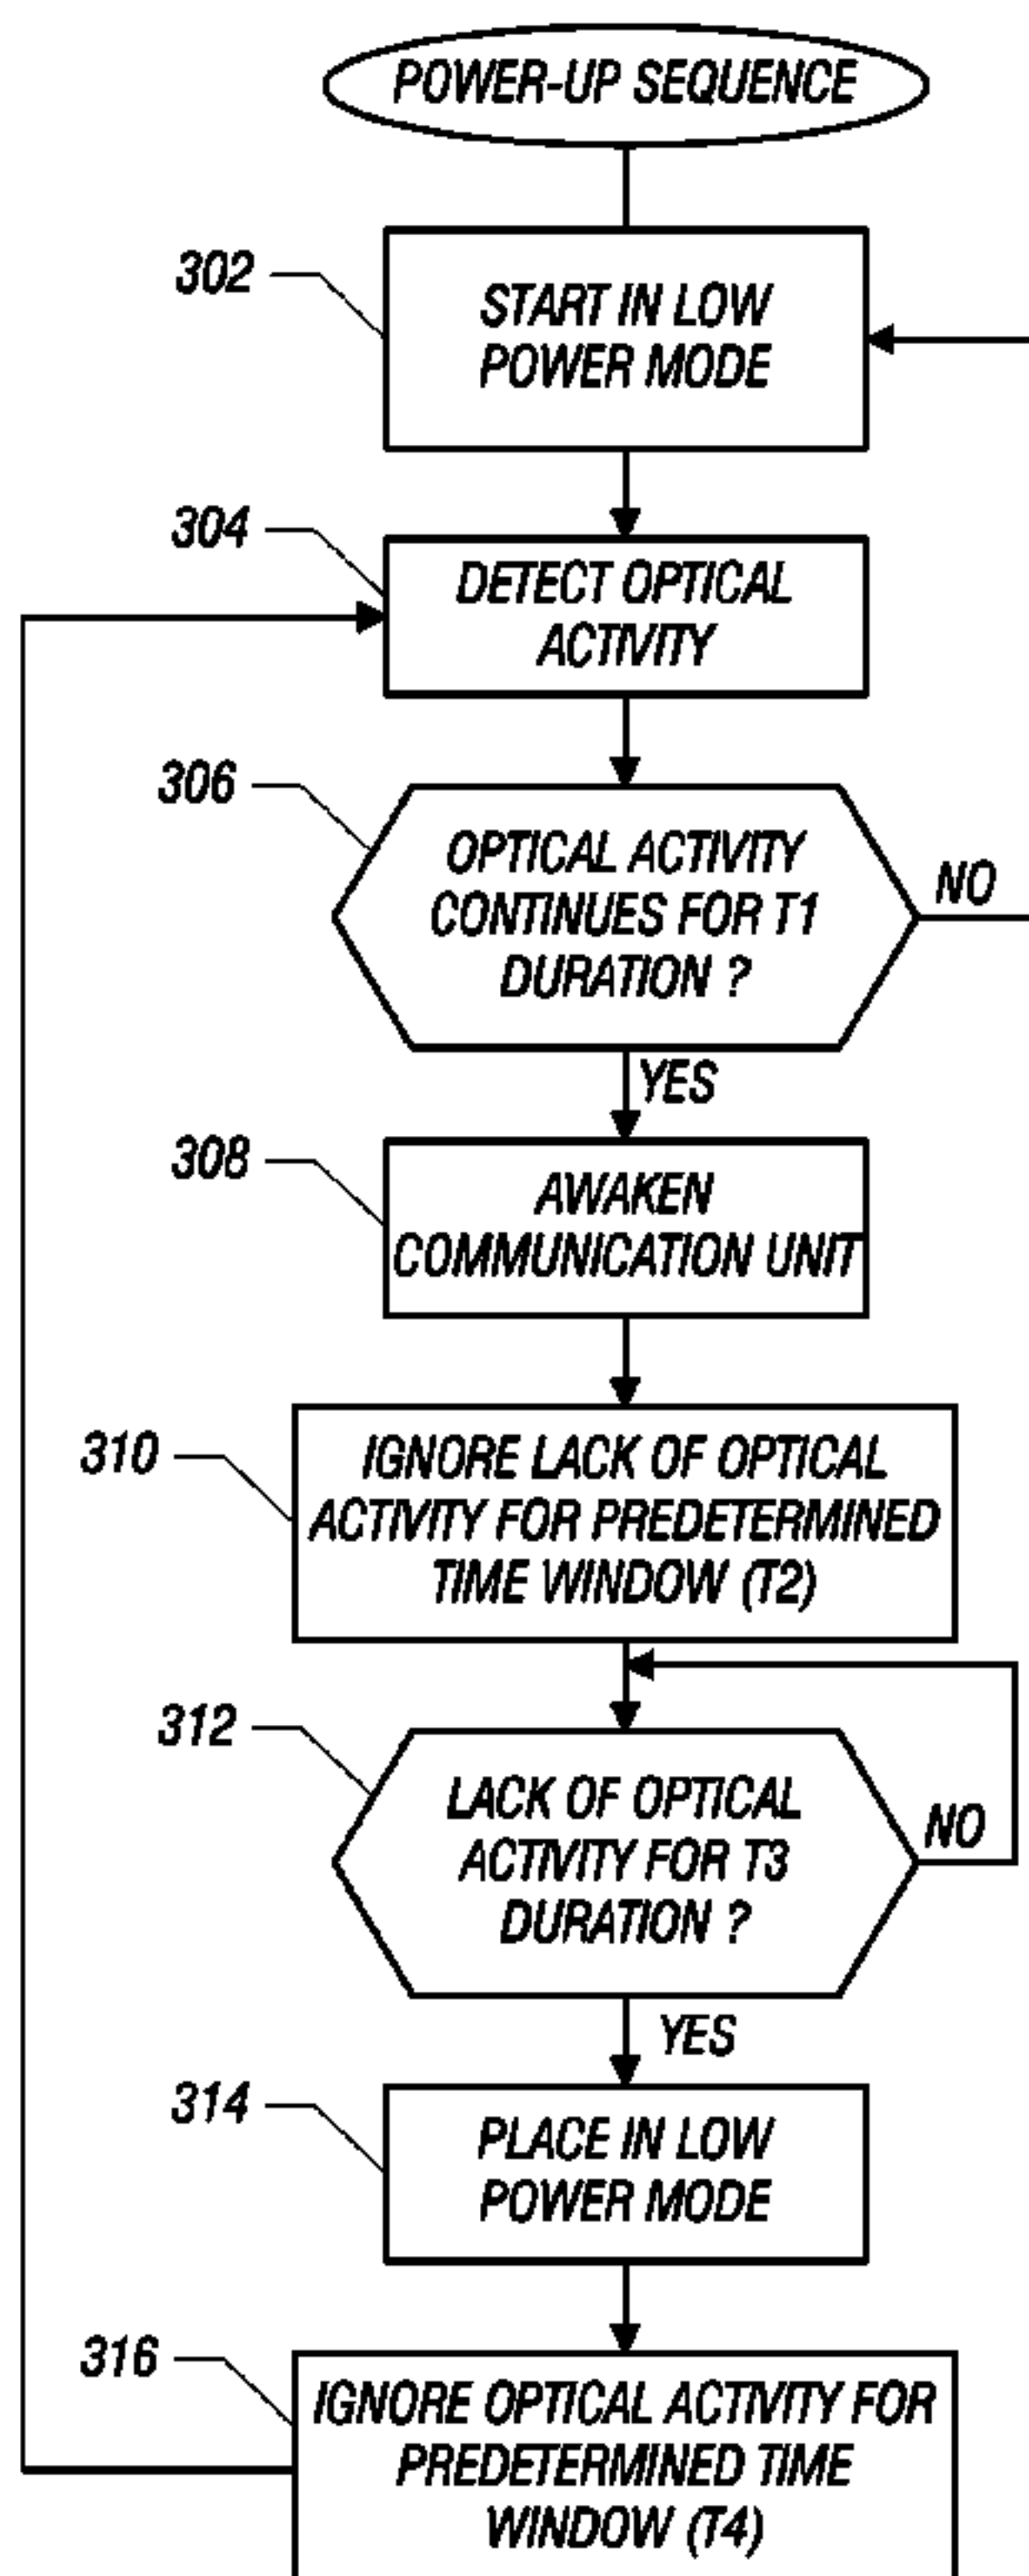 POWER-UP SEQUENCE
302
START IN LOW
POWER MODE
304
DETECT OPTICAL
ACTIVITY
306
OPTICAL ACTIVITY
CONTINUES FOR T1
DURATION ?
NO
YES
308
AWAKEN
COMMUNICATION UNIT
310
IGNORE LACK OF OPTICAL
ACTIVITY FOR PREDETERMINED
TIME WINDOW (T2)
312
LACK OF OPTICAL
ACTIVITY FOR T3
DURATION ?
NO
YES
314
PLACE IN LOW
POWER MODE
316
IGNORE OPTICAL ACTIVITY FOR
PREDETERMINED TIME
WINDOW (T4)